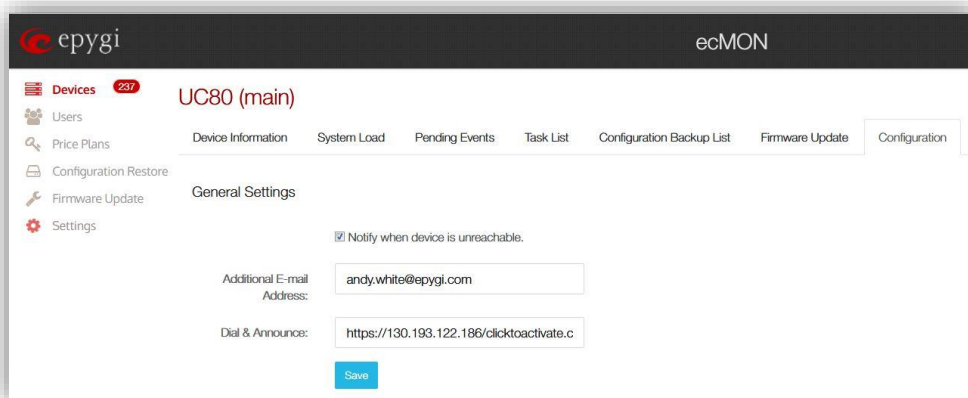 epygi
ecMON
Devices 237
Users
Price Plans
Configuration Restore
Firmware Update
Settings
UC80 (main)
Device Information System Load Pending Events Task List Configuration Backup List Firmware Update Configuration
General Settings
Notify when device is unreachable.
Additional E-mail
Address:
andy.white@epygi.com
Dial & Announce:
https://130.193.122.186/clicktoactivate.c
Save